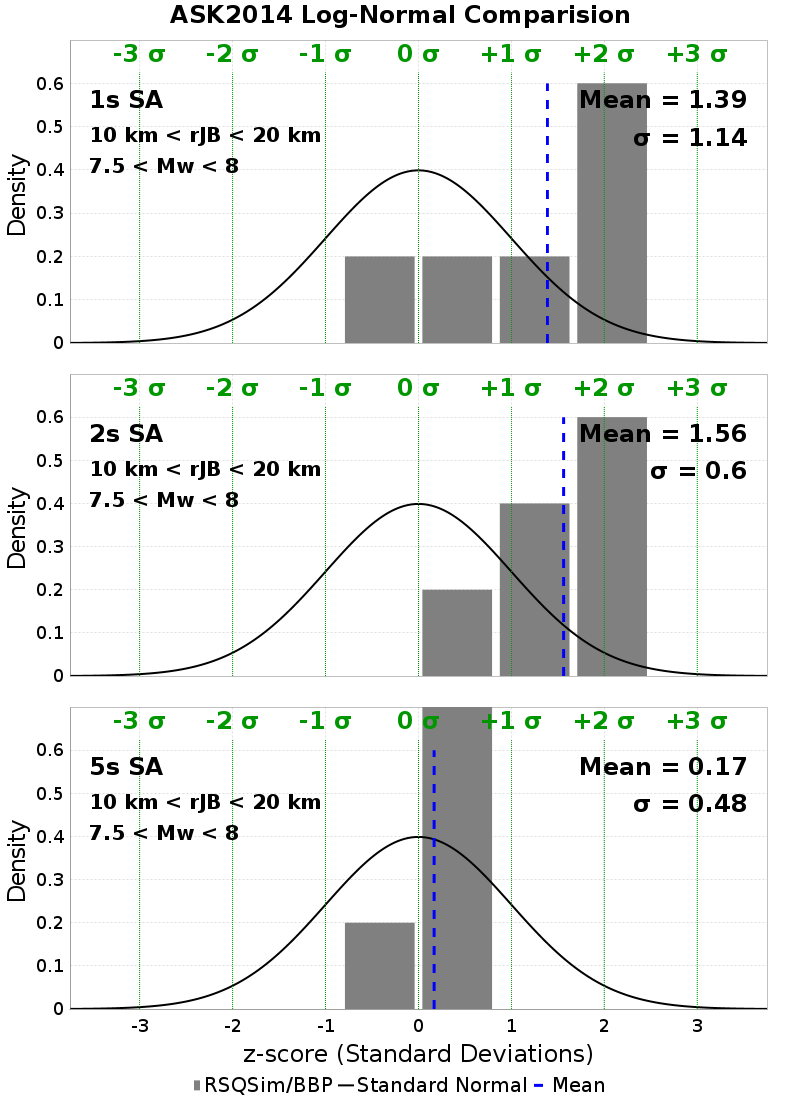 ASK2014 Log-Normal Comparision
-3 σ -2 σ -1 σ 0 σ +1 σ +2 σ +3 σ
1s SA
10 km < rJB < 20 km
7.5 < Mw < 8
Mean = 1.39
σ = 1.14
Density
0.6
0.5
0.4
0.3
0.2
0.1
0
-3 σ -2 σ -1 σ 0 σ +1 σ +2 σ +3 σ
2s SA
10 km < rJB < 20 km
7.5 < Mw < 8
Mean = 1.56
σ = 0.6
Density
0.6
0.5
0.4
0.3
0.2
0.1
0
-3 σ -2 σ -1 σ 0 σ +1 σ +2 σ +3 σ
5s SA
10 km < rJB < 20 km
7.5 < Mw < 8
Mean = 0.17
σ = 0.48
Density
0.6
0.5
0.4
0.3
0.2
0.1
0
-3 -2 -1 0 1 2 3
z-score (Standard Deviations)
RSQSim/BBP Standard Normal Mean